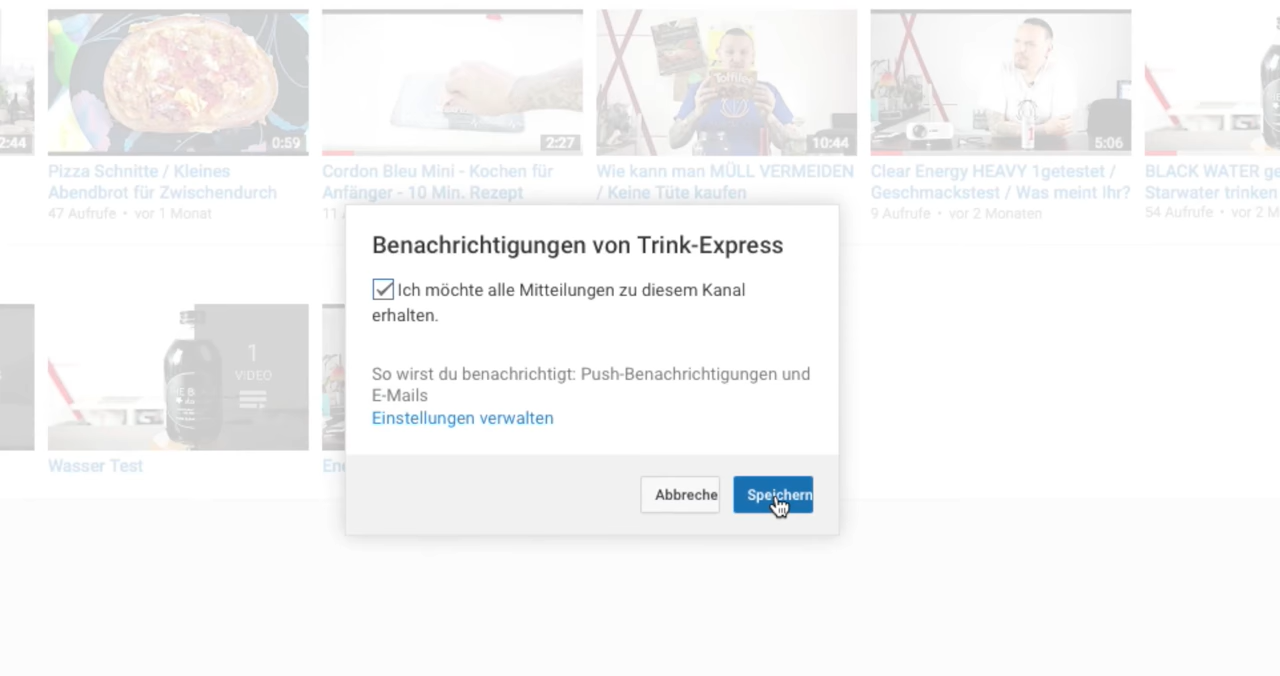 2:44
0:59
2:27
10:44
5:06
Pizza Schnitte / Kleines
Abendbrot für Zwischendurch
47 Aufrufe • vor 1 Monat
Cordon Bleu Mini - Kochen für
Anfänger - 10 Min. Rezept
11
Toffifee
Wie kann man MÜLL VERMEIDEN
/ Keine Tüte kaufen
Clear Energy HEAVY 1getestet /
Geschmackstest / Was meint Ihr?
9 Aufrufe • vor 2 Monaten
BLACK WATER ge
Starwater trinken
54 Aufrufe • vor 2 M
Benachrichtigungen von Trink-Express
Ich möchte alle Mitteilungen zu diesem Kanal
erhalten.
So wirst du benachrichtigt: Push-Benachrichtigungen und
E-Mails
Einstellungen verwalten
Abbreche
Speichern
1
VIDEO
Wasser Test
Ene